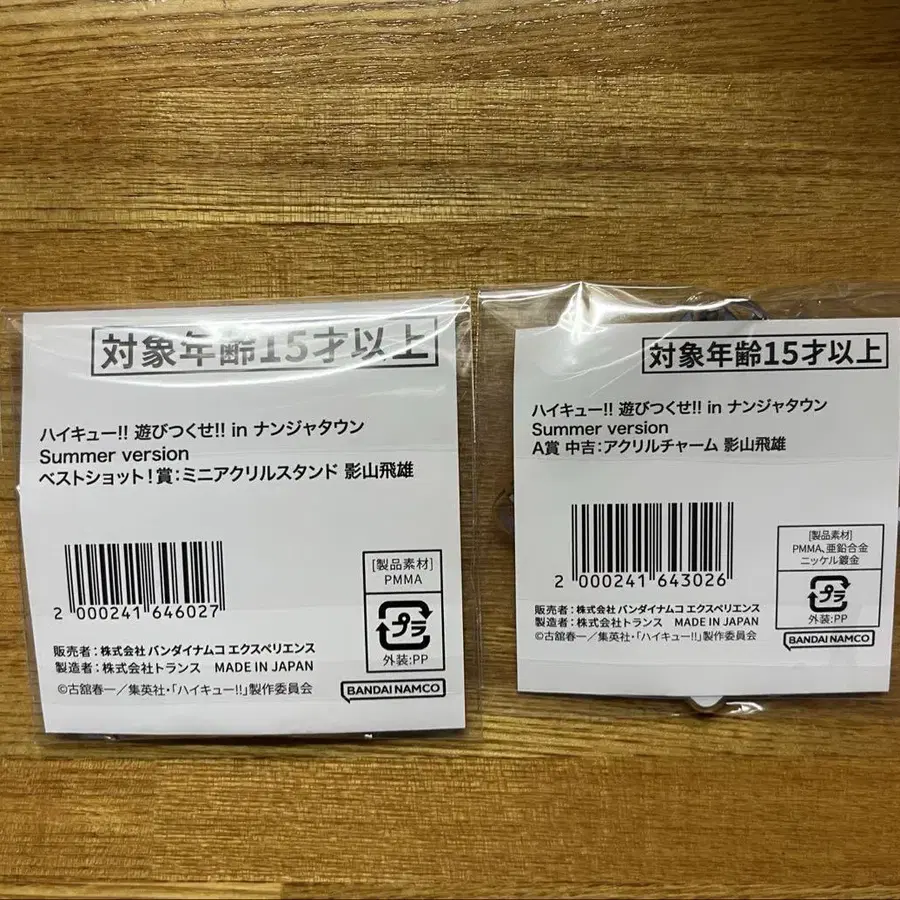 対象年齢15才以上
ハイキュー!! 遊びつくせ!! in ナンジャタウン
Summer version
ベストショット!賞:ミニアクリルスタンド 影山飛雄
2 000241 646027
[製品素材]
PMMA
プラ
外装:PP
販売者:株式会社 バンダイナムコ エクスペリエンス
製造者:株式会社トランス MADE IN JAPAN
©古舘春一/集英社・「ハイキュー!!」製作委員会
BANDAI NAMCO
対象年齢15才以上
ハイキュー!! 遊びつくせ!! in ナンジャタウン
Summer version
A賞 中吉:アクリルチャーム 影山飛雄
2 000241 643026
[製品素材]
PMMA、亜鉛合金
ニッケル鍍金
プラ
外装:PP
販売者:株式会社 バンダイナムコ エクスペリエンス
製造者:株式会社トランス MADE IN JAPAN
©古舘春一/集英社・「ハイキュー!!」製作委員会
BANDAI NAMCO